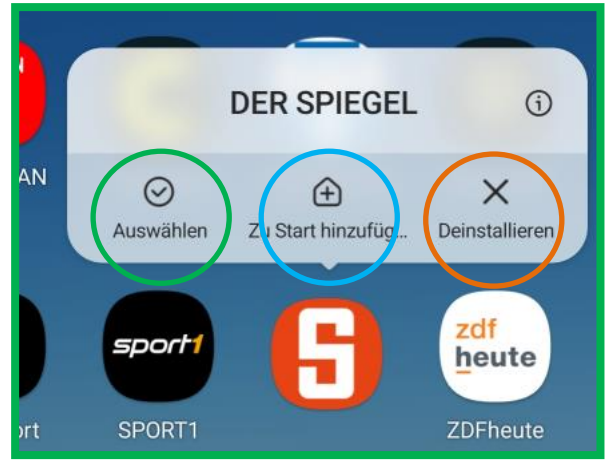 N
DER SPIEGEL
AN
Auswählen
Zu Start hinzufüg...
Deinstallieren
sport1
S
zdf
heute
ort
SPORT1
ZDFheute